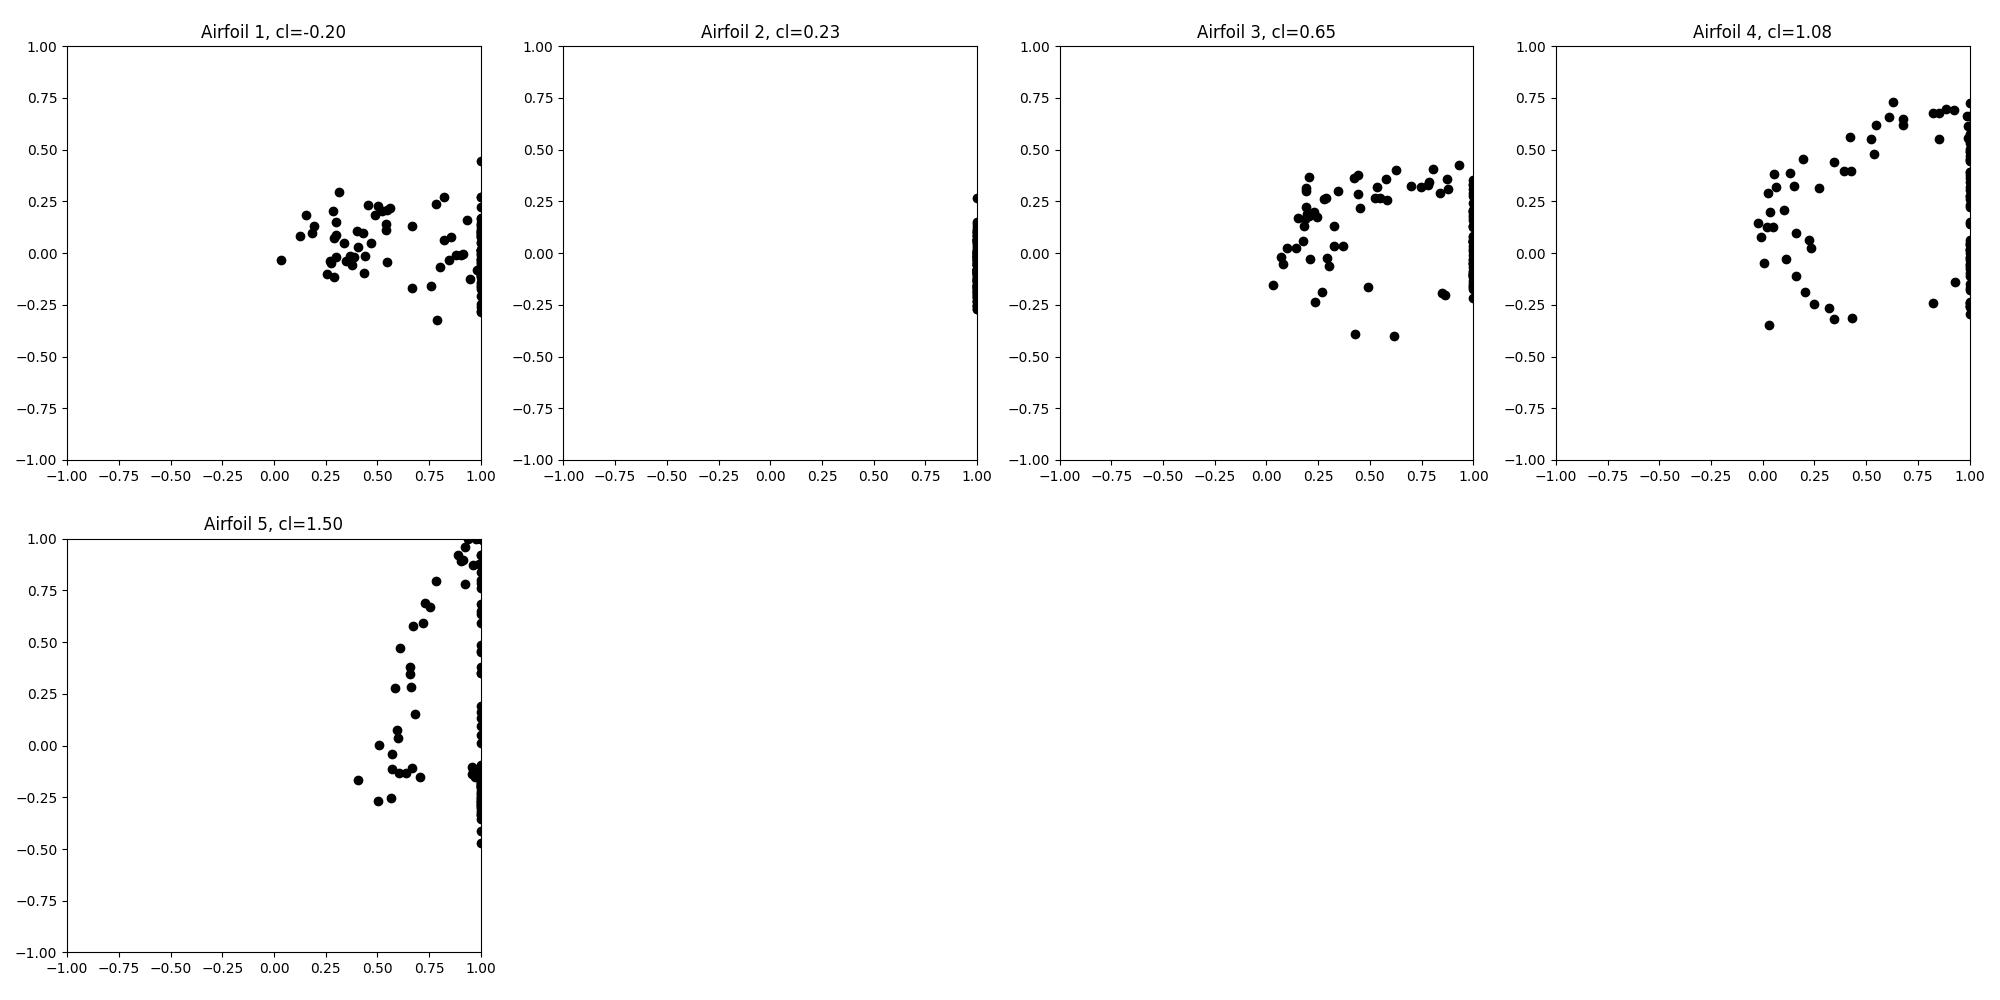 Airfoil 1, cl=-0.20
Airfoil 2, cl=0.23
Airfoil 3, cl=0.65
Airfoil 4, cl=1.08
1.00 1.00 1.00 1.00
0.75 0.75 0.75 0.75
0.50 0.50 0.50 0.50
0.25 0.25 0.25 0.25
0.00 0.00 0.00 0.00
−0.25 −0.25 −0.25 −0.25
−0.50 −0.50 −0.50 −0.50
−0.75 −0.75 −0.75 −0.75
−1.00 −1.00 −1.00 −1.00
−1.00 −0.75 −0.50 −0.25 0.00 0.25 0.50 0.75 1.00
−1.00 −0.75 −0.50 −0.25 0.00 0.25 0.50 0.75 1.00
−1.00 −0.75 −0.50 −0.25 0.00 0.25 0.50 0.75 1.00
−1.00 −0.75 −0.50 −0.25 0.00 0.25 0.50 0.75 1.00
Airfoil 5, cl=1.50
1.00
0.75
0.50
0.25
0.00
−0.25
−0.50
−0.75
−1.00
−1.00 −0.75 −0.50 −0.25 0.00 0.25 0.50 0.75 1.00